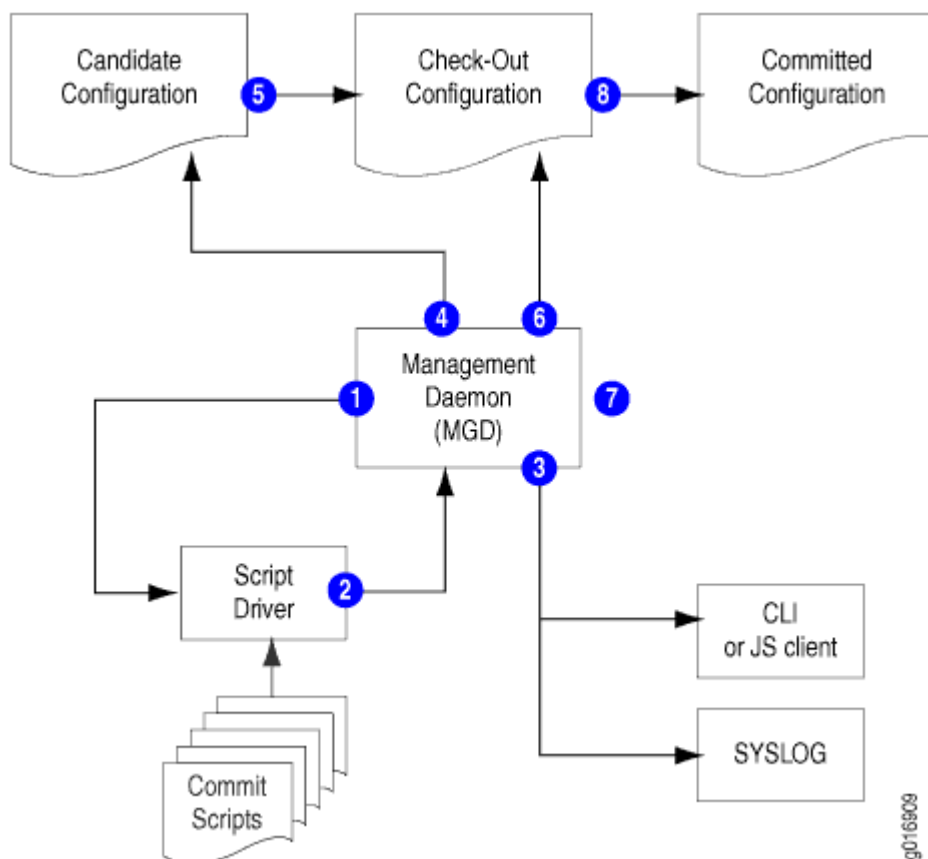 Candidate
Configuration
5
Check-Out
Configuration
8
Committed
Configuration
4
6
1
Management
Daemon
(MGD)
7
3
Script
Driver
2
CLI
or JS client
SYSLOG
Commit
Scripts
g016909